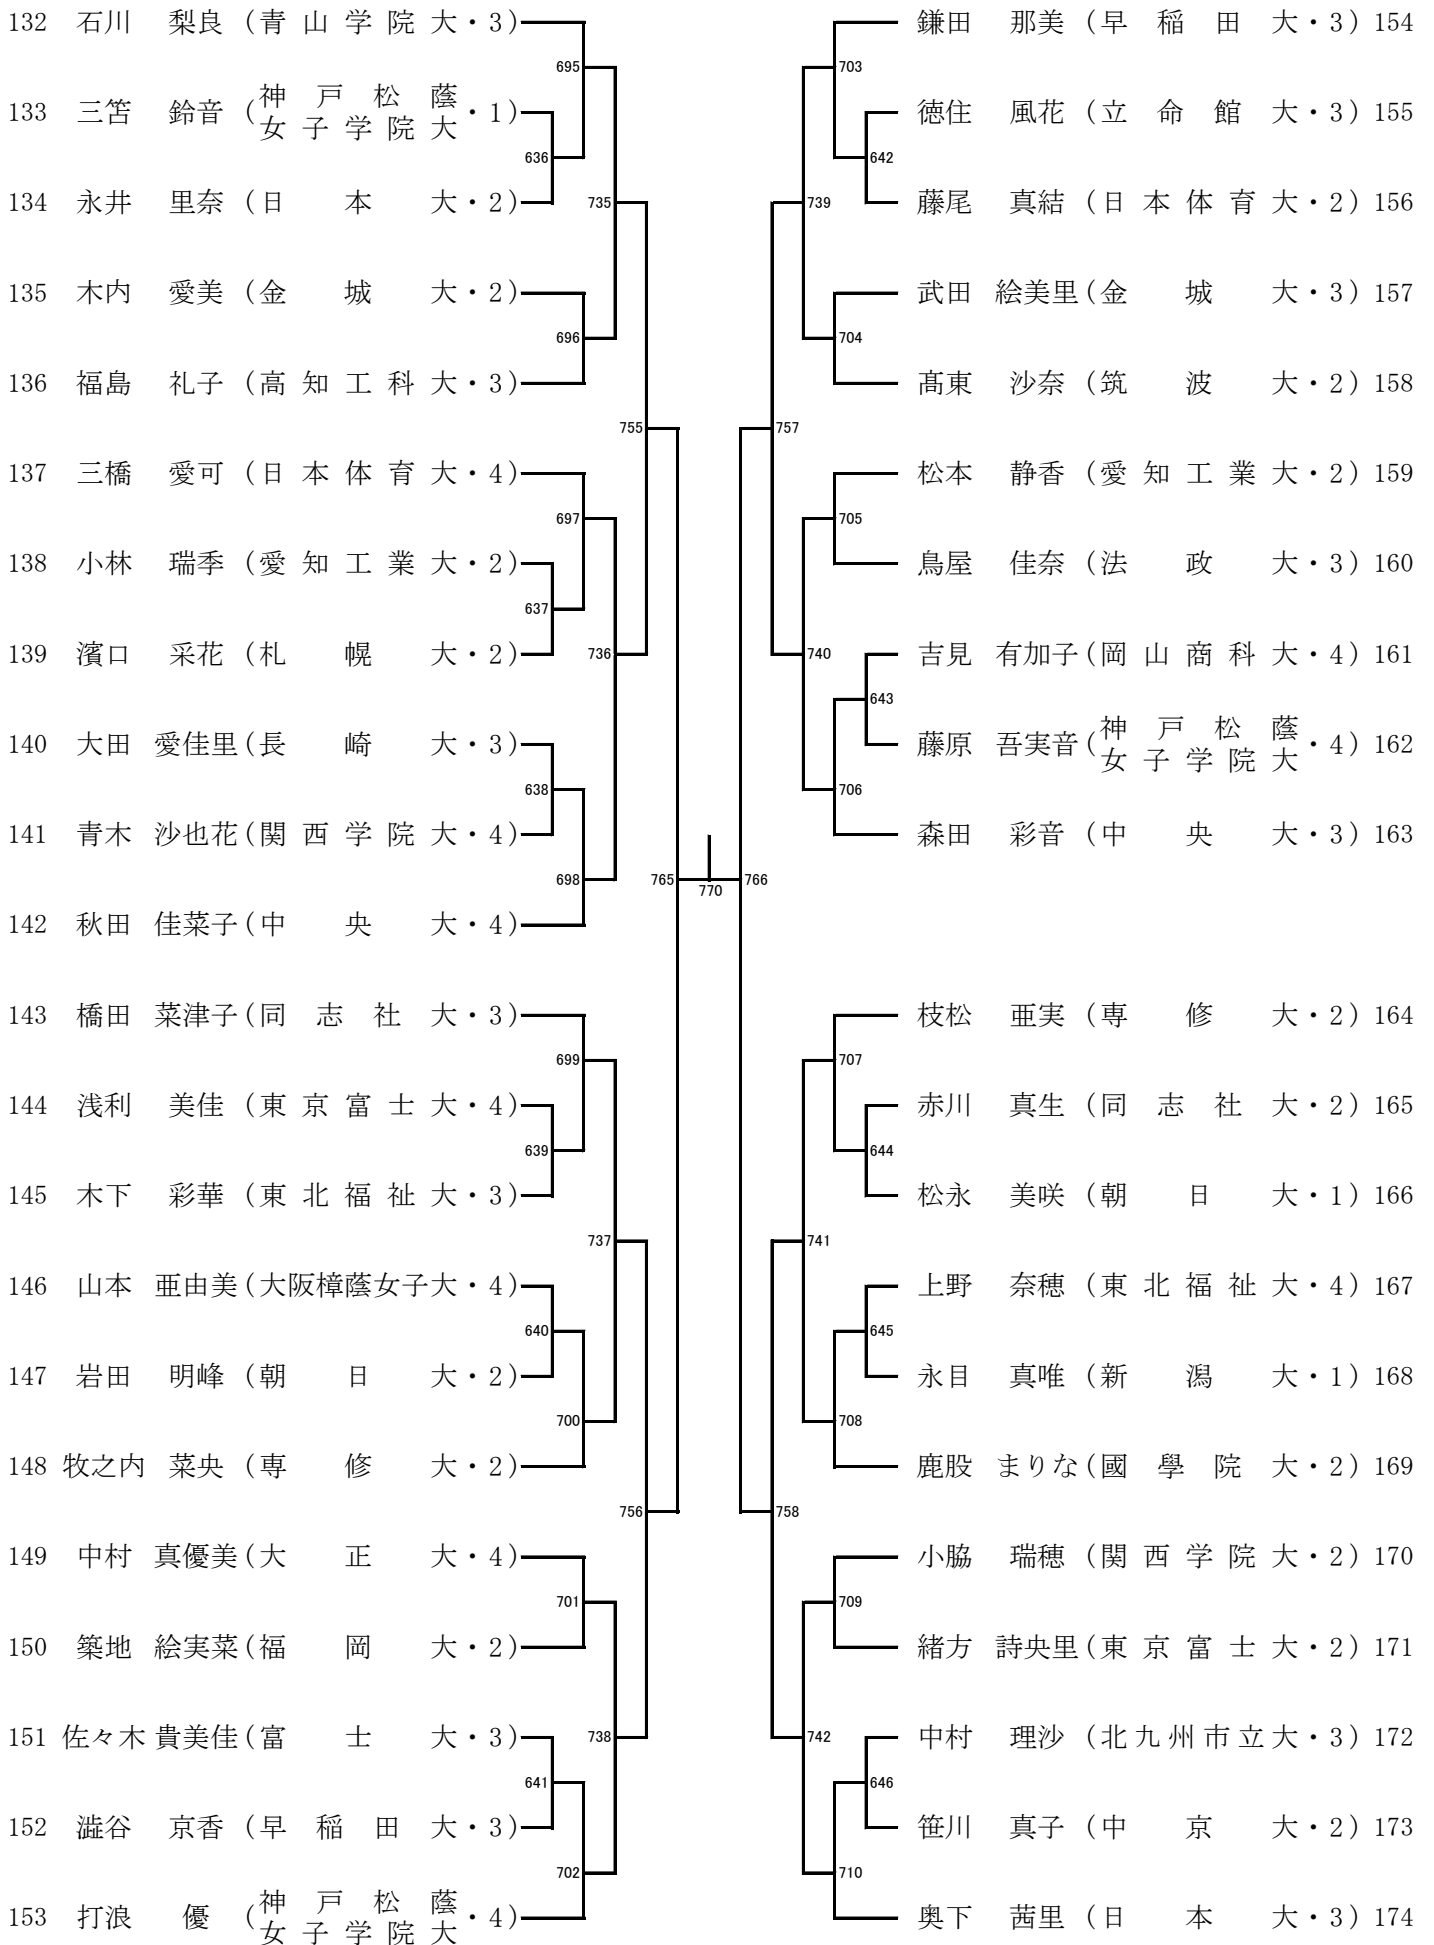 132 石川 梨良 (青山学院大・3)
695
133 三笘 鈴音 (神戸松蔭女子学院大・1)
636
134 永井 里奈 (日本大・2)
735
135 木内 愛美 (金城大・2)
696
136 福島 礼子 (高知工科大・3)
755
137 三橋 愛可 (日本体育大・4)
697
138 小林 瑞季 (愛知工業大・2)
637
139 濱口 采花 (札幌大・2)
736
140 大田 愛佳里 (長崎大・3)
638
141 青木 沙也花 (関西学院大・4)
698
765
142 秋田 佳菜子 (中央大・4)
143 橋田 菜津子 (同志社大・3)
699
144 浅利 美佳 (東京富士大・4)
639
145 木下 彩華 (東北福祉大・3)
737
146 山本 亜由美 (大阪樟蔭女子大・4)
640
147 岩田 明峰 (朝日大・2)
700
148 牧之内 菜央 (専修大・2)
756
149 中村 真優美 (大正大・4)
701
150 築地 絵実菜 (福岡大・2)
151 佐々木 貴美佳 (富士大・3)
738
641
152 澁谷 京香 (早稲田大・3)
702
153 打浪 優 (神戸松蔭女子学院大・4)
770
鎌田 那美 (早稲田大・3) 154
703
徳住 風花 (立命館大・3) 155
642
藤尾 真結 (日本体育大・2) 156
739
武田 絵美里 (金城大・3) 157
704
髙東 沙奈 (筑波大・2) 158
757
松本 静香 (愛知工業大・2) 159
705
鳥屋 佳奈 (法政大・3) 160
吉見 有加子 (岡山商科大・4) 161
740
643
藤原 吾実音 (神戸松蔭女子学院大・4) 162
706
森田 彩音 (中央大・3) 163
766
枝松 亜実 (専修大・2) 164
707
赤川 真生 (同志社大・2) 165
644
松永 美咲 (朝日大・1) 166
741
上野 奈穂 (東北福祉大・4) 167
645
永目 真唯 (新潟大・1) 168
708
鹿股 まりな (國學院大・2) 169
758
小脇 瑞穂 (関西学院大・2) 170
709
緒方 詩央里 (東京富士大・2) 171
中村 理沙 (北九州市立大・3) 172
742
646
笹川 真子 (中京大・2) 173
710
奥下 茜里 (日本大・3) 174